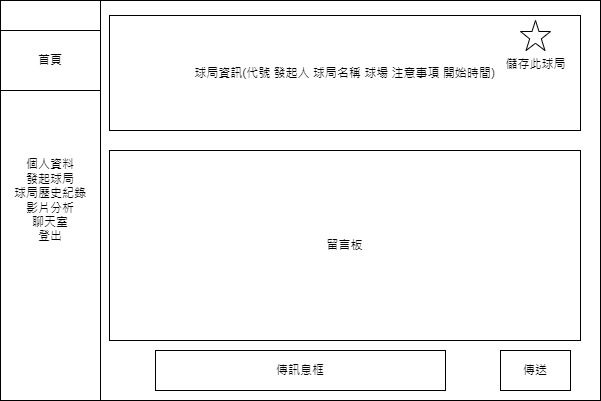 首頁
個人資料
發起球局
球局歷史紀錄
影片分析
聊天室
登出
球局資訊(代號 發起人 球局名稱 球場 注意事項 開始時間)
儲存此球局
留言板
傳訊息框
傳送